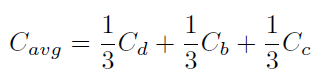 $C_{avg} = \frac{1}{3}C_d + \frac{1}{3}C_b + \frac{1}{3}C_c$